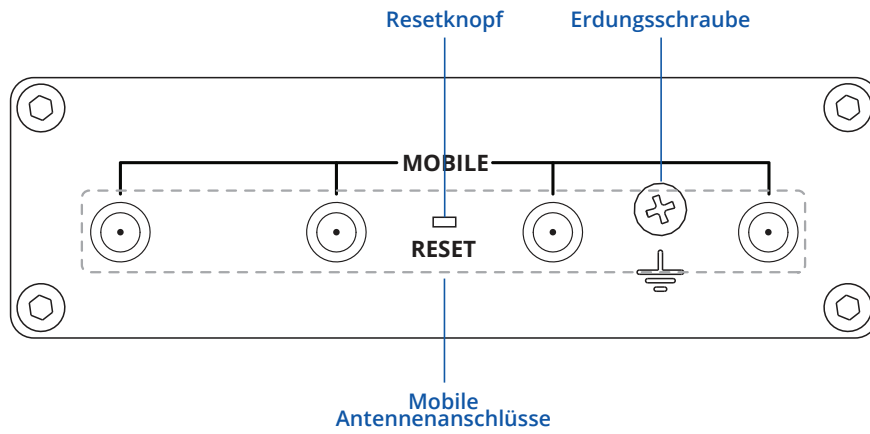 Resetknopf
Erdungsschraube
MOBILE
RESET
Mobile
Antennenanschlüsse